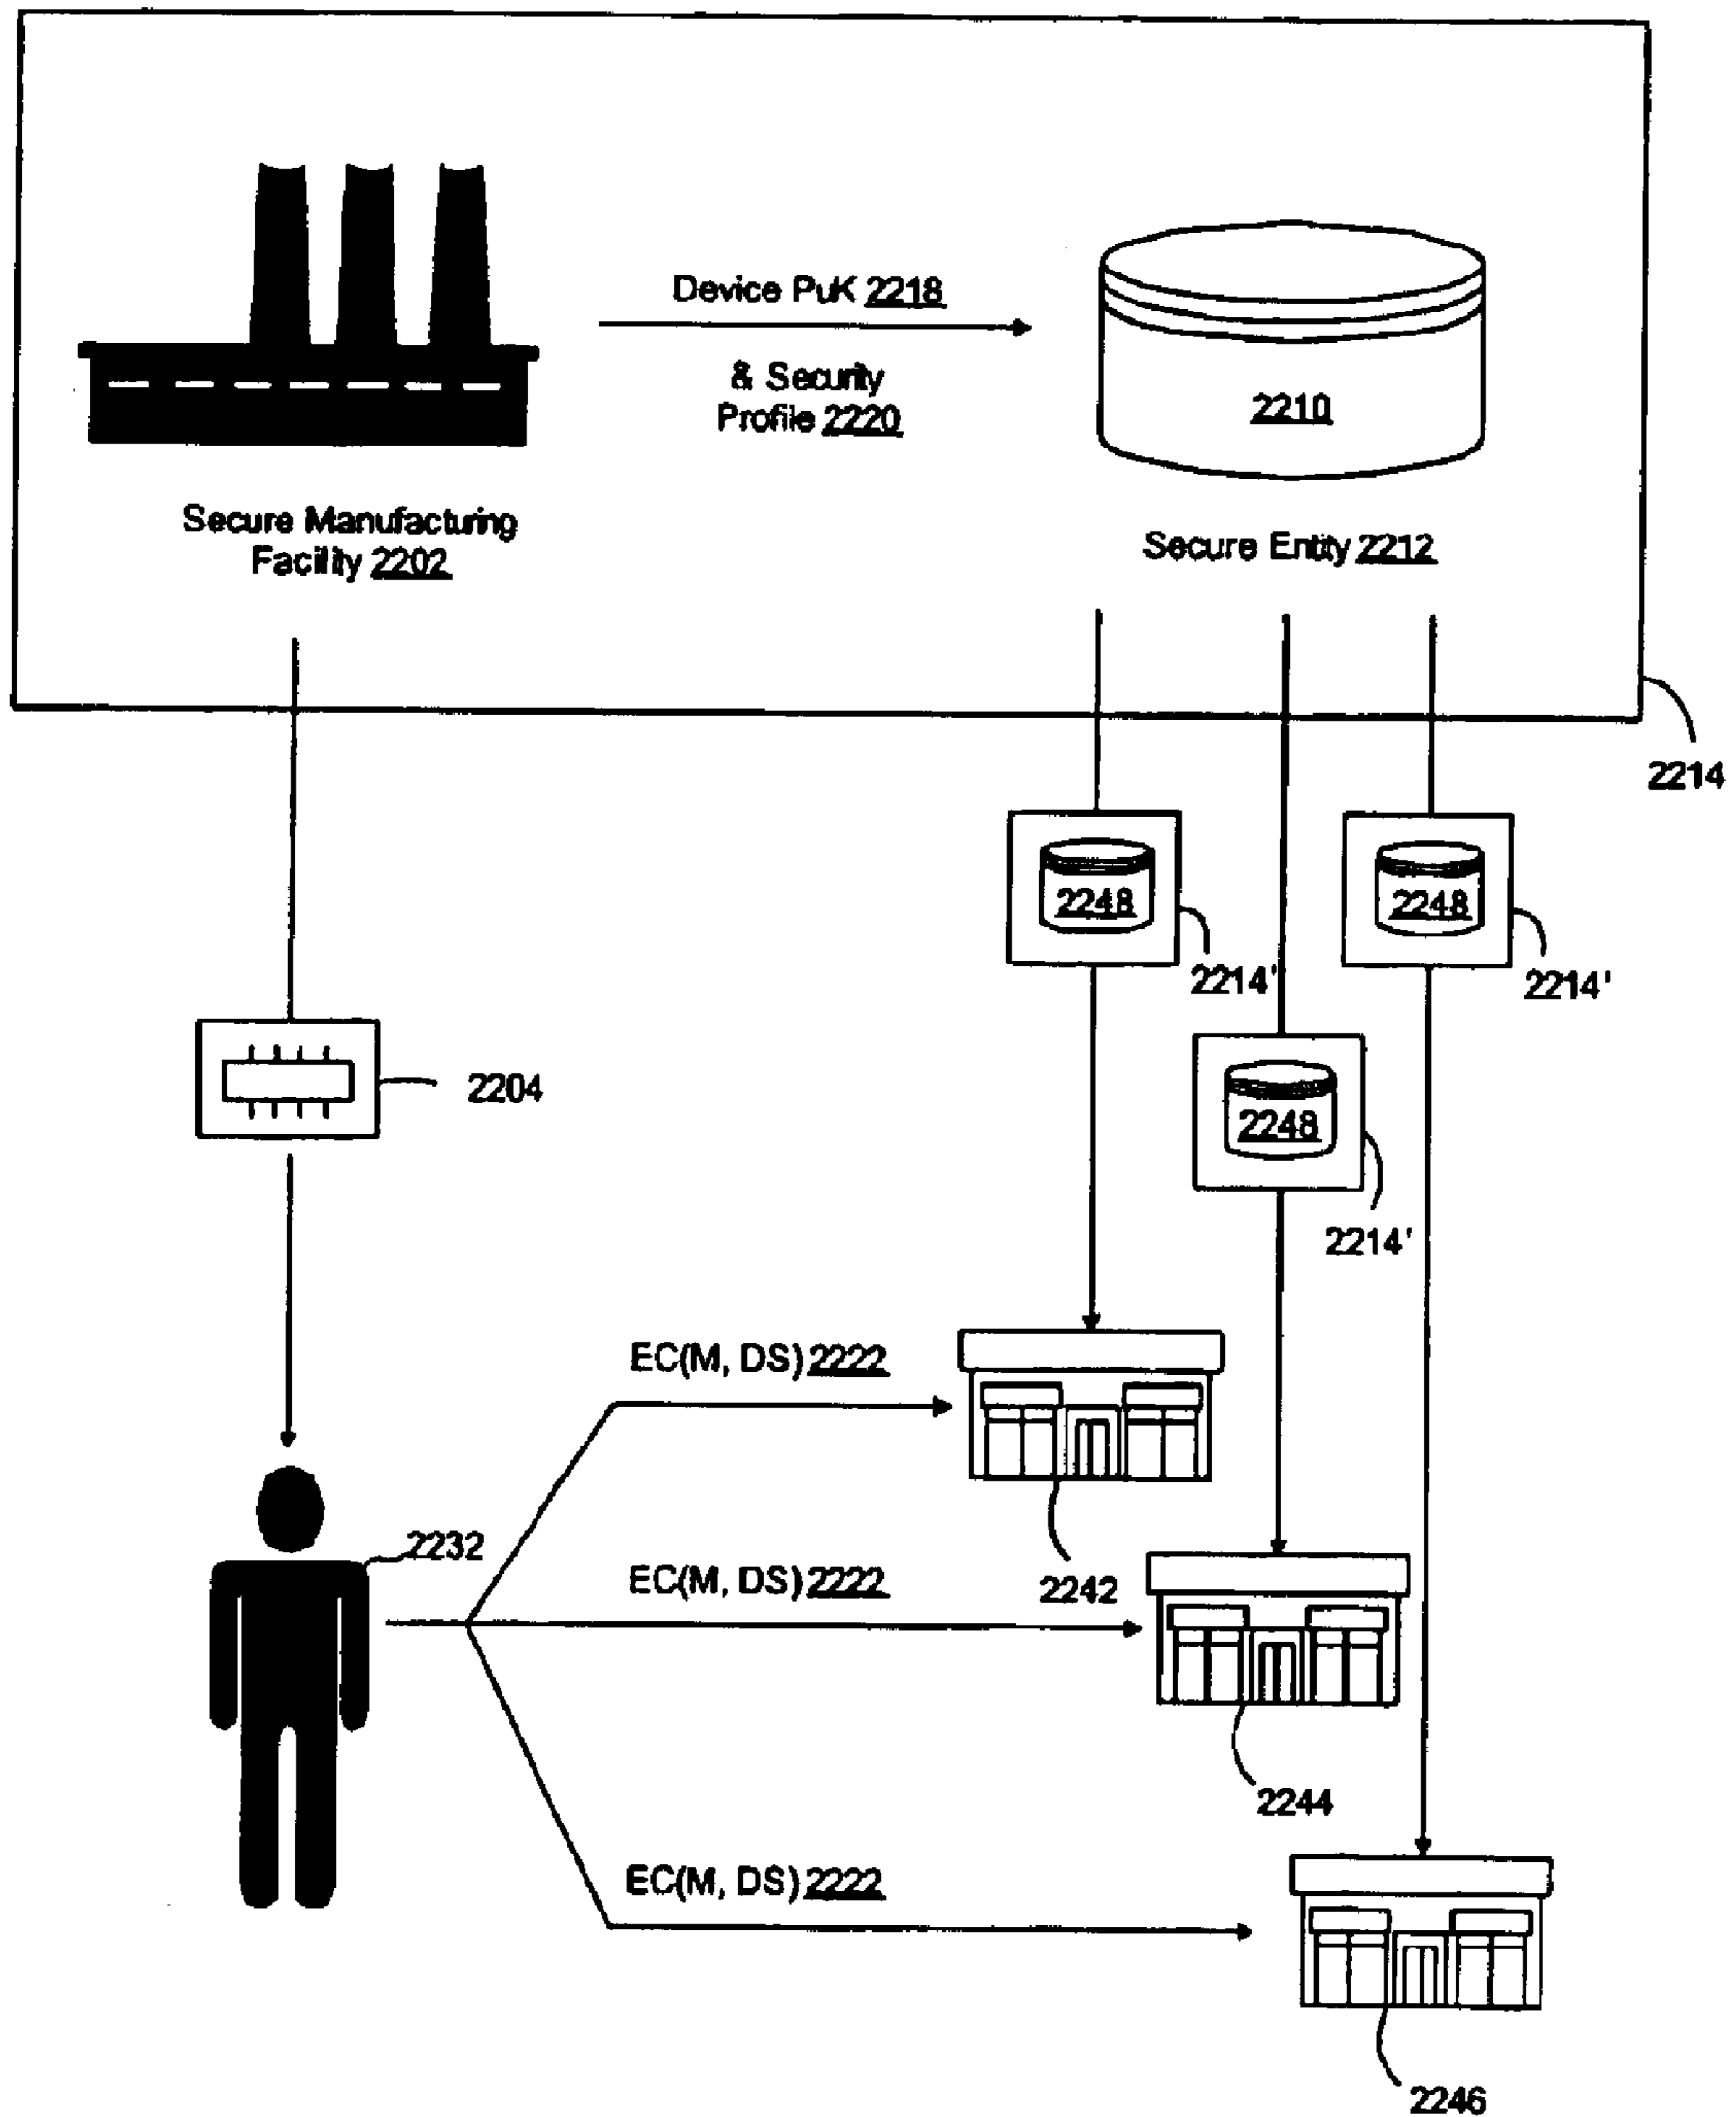 Device PuK 2218
& Security
Profile 2220
2210
Secure Manufacturing
Facility 2202
Secure Entity 2212
2214
2248
2248
2214'
2214'
2204
2248
2214'
EC(M, DS) 2222
2232
EC(M, DS) 2222
2242
2244
EC(M, DS) 2222
2246